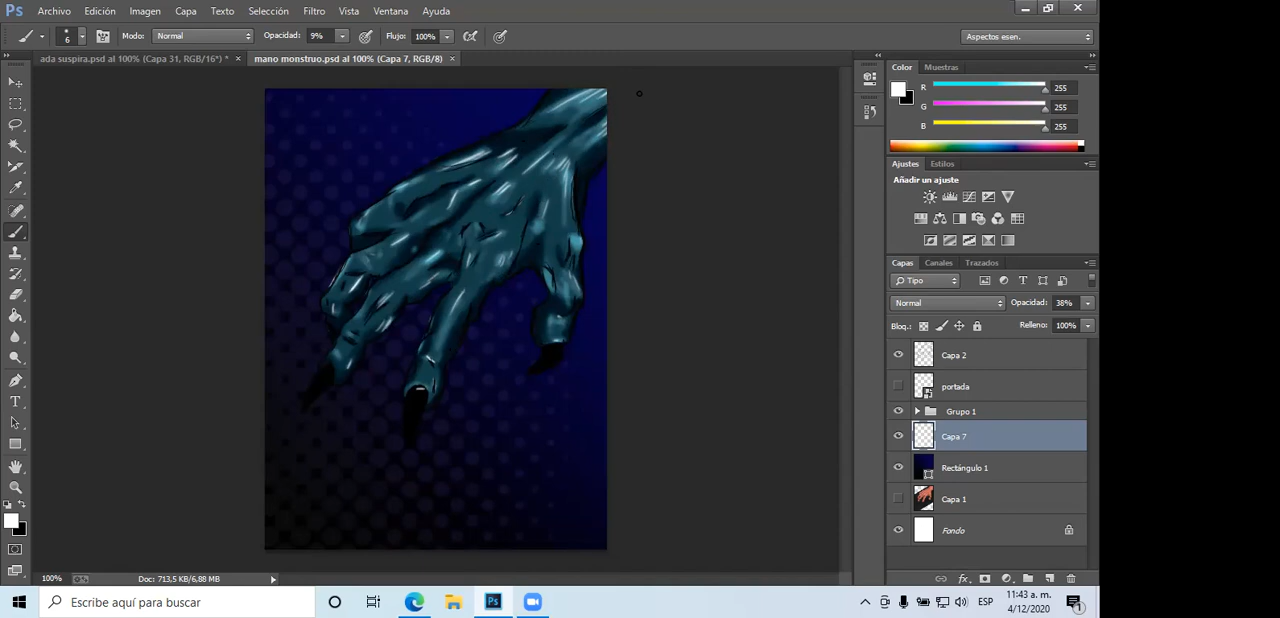 Ps Archivo Edición Imagen Capa Texto Selección Filtro Vista Ventana Ayuda
6 Modo: Normal Opacidad: 9% Flujo: 100% Aspectos esen.
ada suspira.psd al 100% (Capa 31, RGB/16*) * × mano monstruo.psd al 100% (Capa 7, RGB/8) ×
Color Muestras
R 255
G 255
B 255
Ajustes Estilos
Añadir un ajuste
Capas Canales Trazados
Tipo
Normal Opacidad: 38%
Bloq.: Relleno: 100%
Capa 2
portada
Grupo 1
Capa 7
Rectángulo 1
Capa 1
Fondo
100% Doc: 713,5 KB/6,88 MB
fx
Escribe aquí para buscar Ps ESP 11:43 a. m.
4/12/2020 1